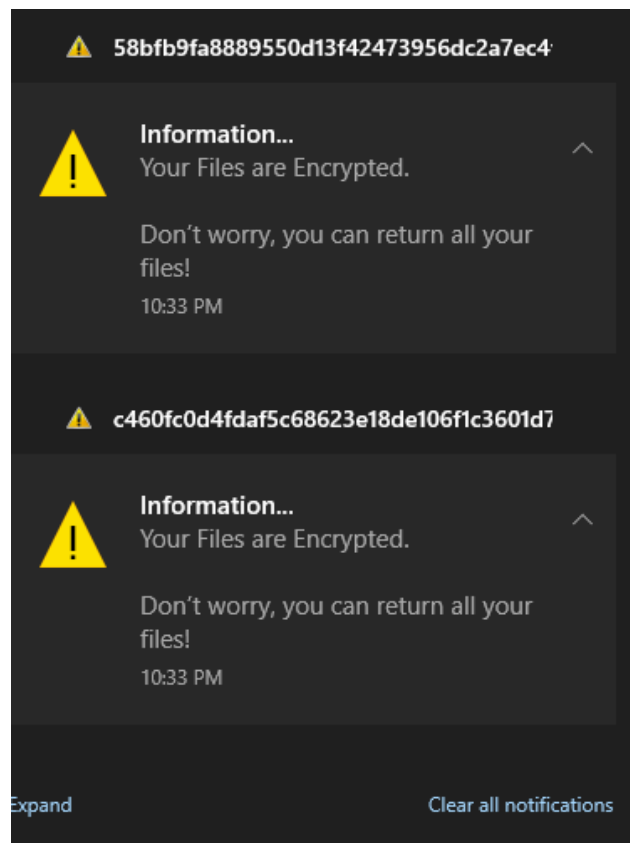 58bfb9fa8889550d13f42473956dc2a7ec4
Information...
Your Files are Encrypted.
Don't worry, you can return all your
files!
10:33 PM
c460fc0d4fdaf5c68623e18de106f1c3601d7
Information...
Your Files are Encrypted.
Don't worry, you can return all your
files!
10:33 PM
Expand
Clear all notifications